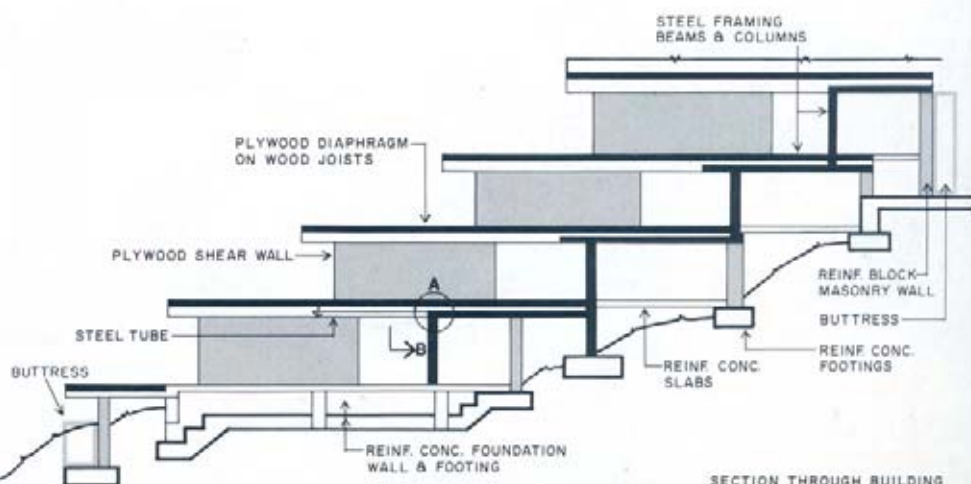 STEEL FRAMING
BEAMS & COLUMNS
PLYWOOD DIAPHRAGM
ON WOOD JOISTS
PLYWOOD SHEAR WALL
A
REINF. BLOCK
MASONRY WALL
STEEL TUBE
B
BUTTRESS
BUTTRESS
REINF. CONC.
SLABS
REINF. CONC.
FOOTINGS
REINF. CONC. FOUNDATION
WALL & FOOTING
SECTION THROUGH BUILDING